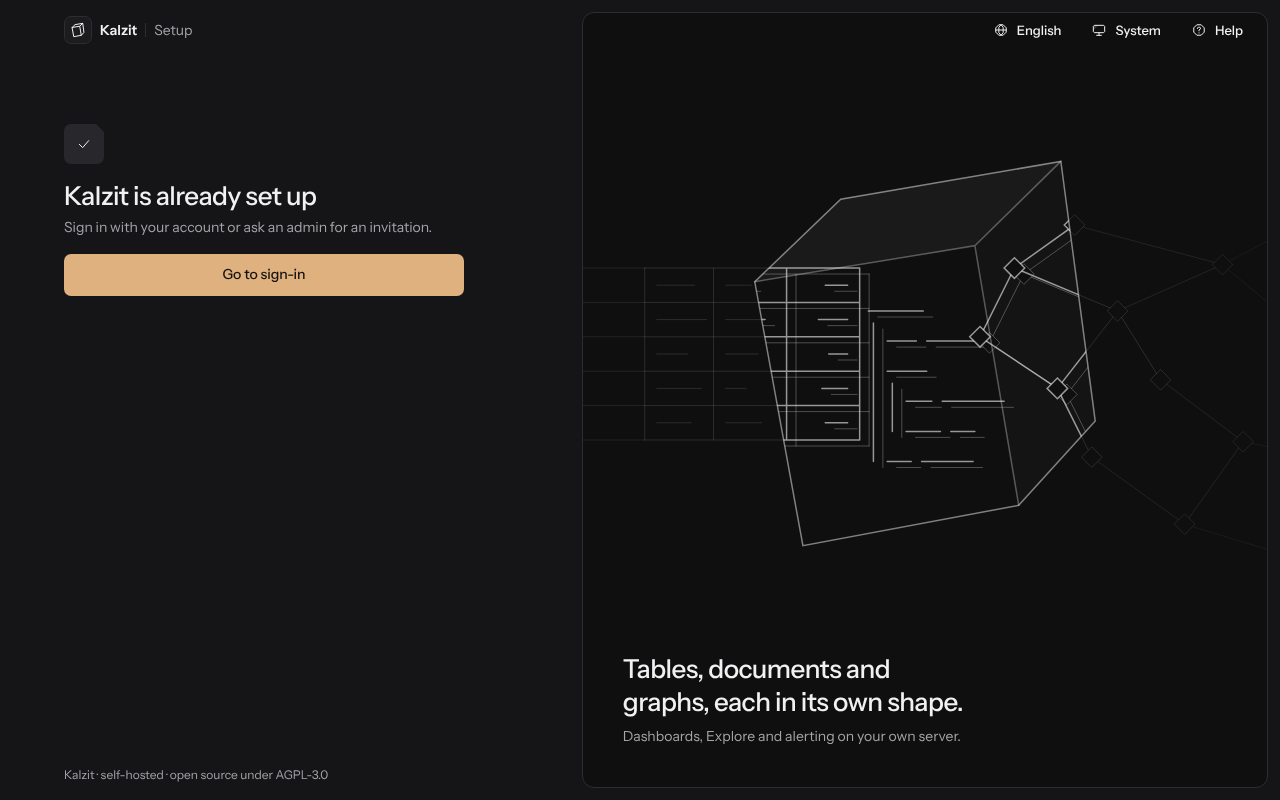 Kalzit
Setup
English
System
Help
Kalzit is already set up
Sign in with your account or ask an admin for an invitation.
Go to sign-in
Tables, documents and
graphs, each in its own shape.
Dashboards, Explore and alerting on your own server.
Kalzit · self-hosted · open source under AGPL-3.0